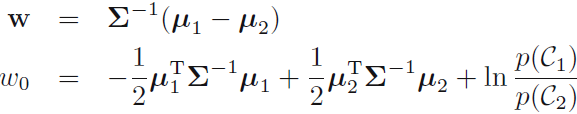 w = Σ⁻¹(μ₁ − μ₂)
w₀ = −½μ₁ᵀΣ⁻¹μ₁ + ½μ₂ᵀΣ⁻¹μ₂ + ln p(𝒞₁)/p(𝒞₂)